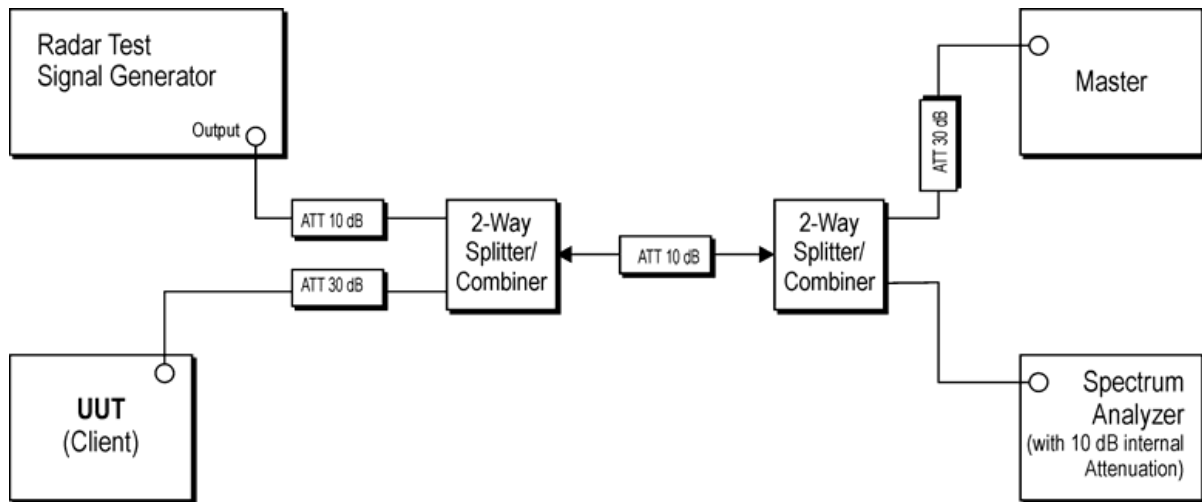 Radar Test
Signal Generator
Output
Master
ATT 30 dB
ATT 10 dB
2-Way
Splitter/
Combiner
ATT 10 dB
2-Way
Splitter/
Combiner
ATT 30 dB
UUT
(Client)
Spectrum
Analyzer
(with 10 dB internal
Attenuation)